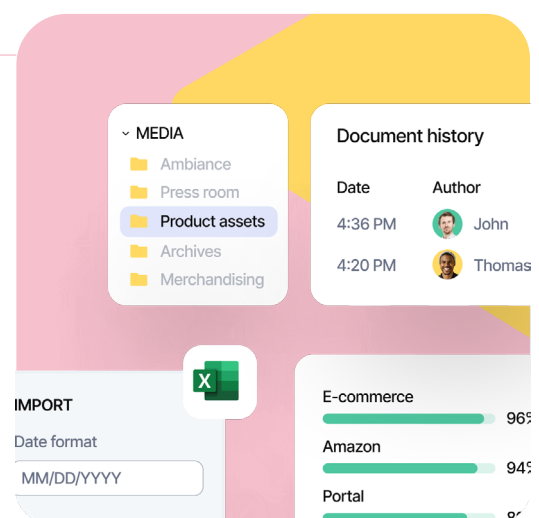 MEDIA
Ambiance
Press room
Product assets
Archives
Merchandising
Document history
Date Author
4:36 PM John
4:20 PM Thomas
X
IMPORT
Date format
MM/DD/YYYY
E-commerce
96%
Amazon
94%
Portal